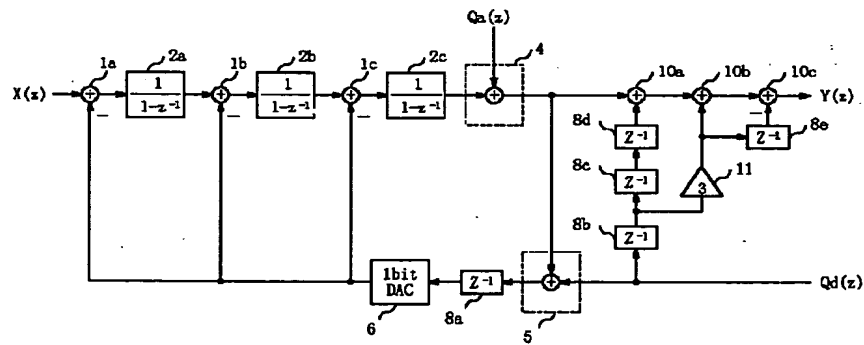 Qa(z)
1a 2a 1b 2b 1c 2c 4 10a 10b 10c
X(z) 1 1-z⁻¹ 1 1-z⁻¹ 1 1-z⁻¹ Y(z)
− − − −
8d Z⁻¹ Z⁻¹ 8e
8c Z⁻¹ 3 11
8b Z⁻¹
1bit DAC Z⁻¹ Qd(z)
6 8a 5